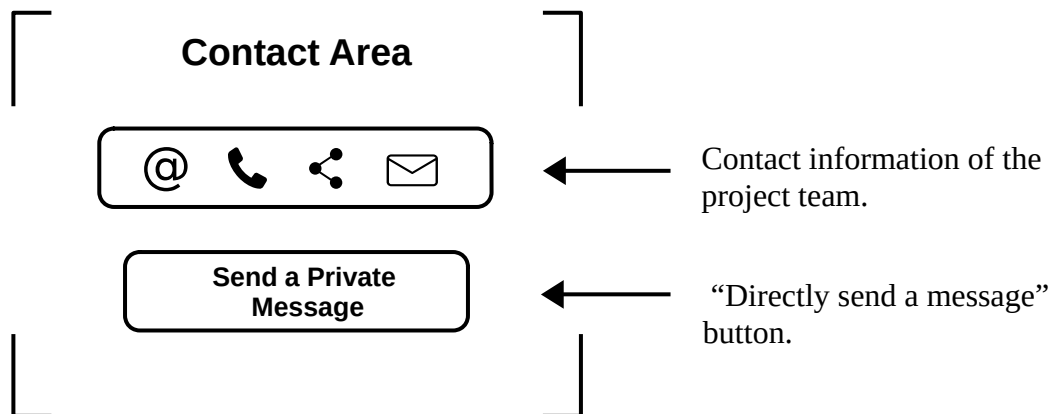 Contact Area
@
Contact information of the
project team.
Send a Private
Message
“Directly send a message”
button.